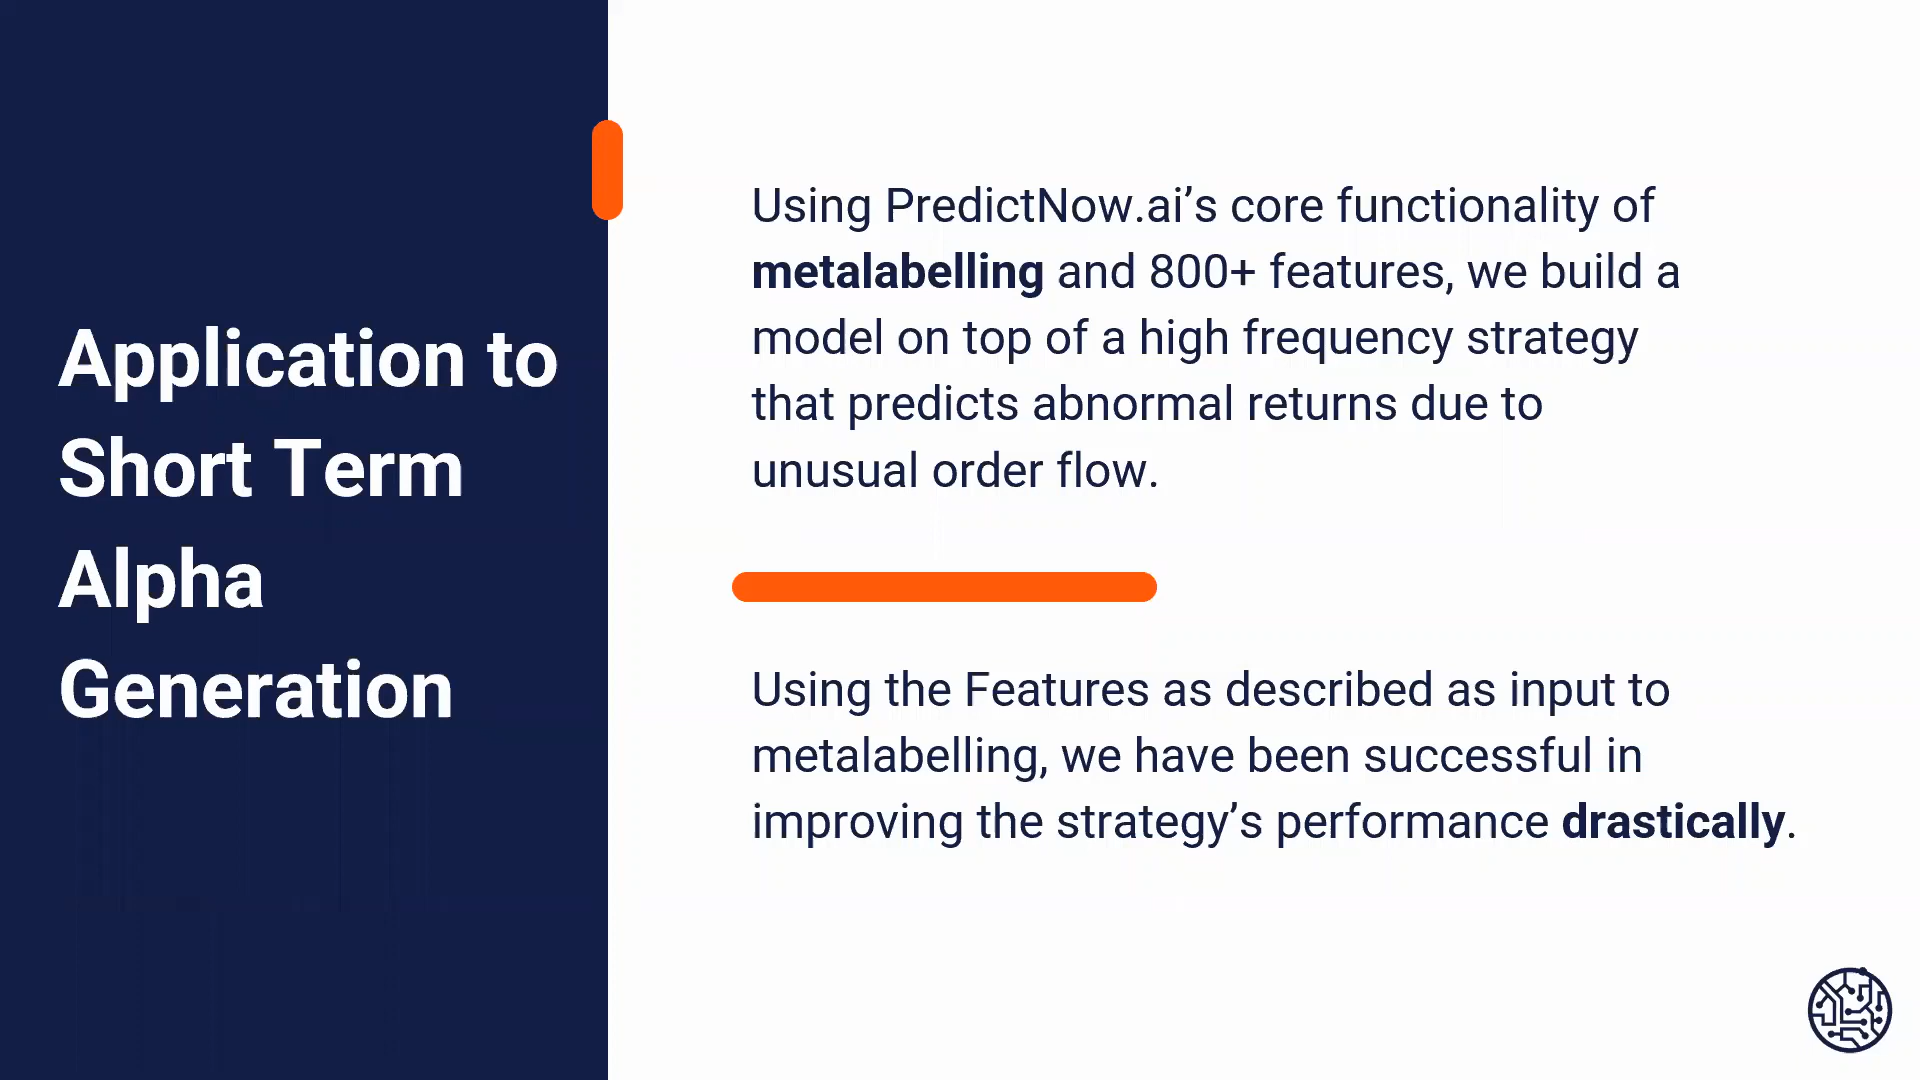 Application to
Short Term
Alpha
Generation
Using PredictNow.ai’s core functionality of
metalabelling and 800+ features, we build a
model on top of a high frequency strategy
that predicts abnormal returns due to
unusual order flow.
Using the Features as described as input to
metalabelling, we have been successful in
improving the strategy’s performance drastically.